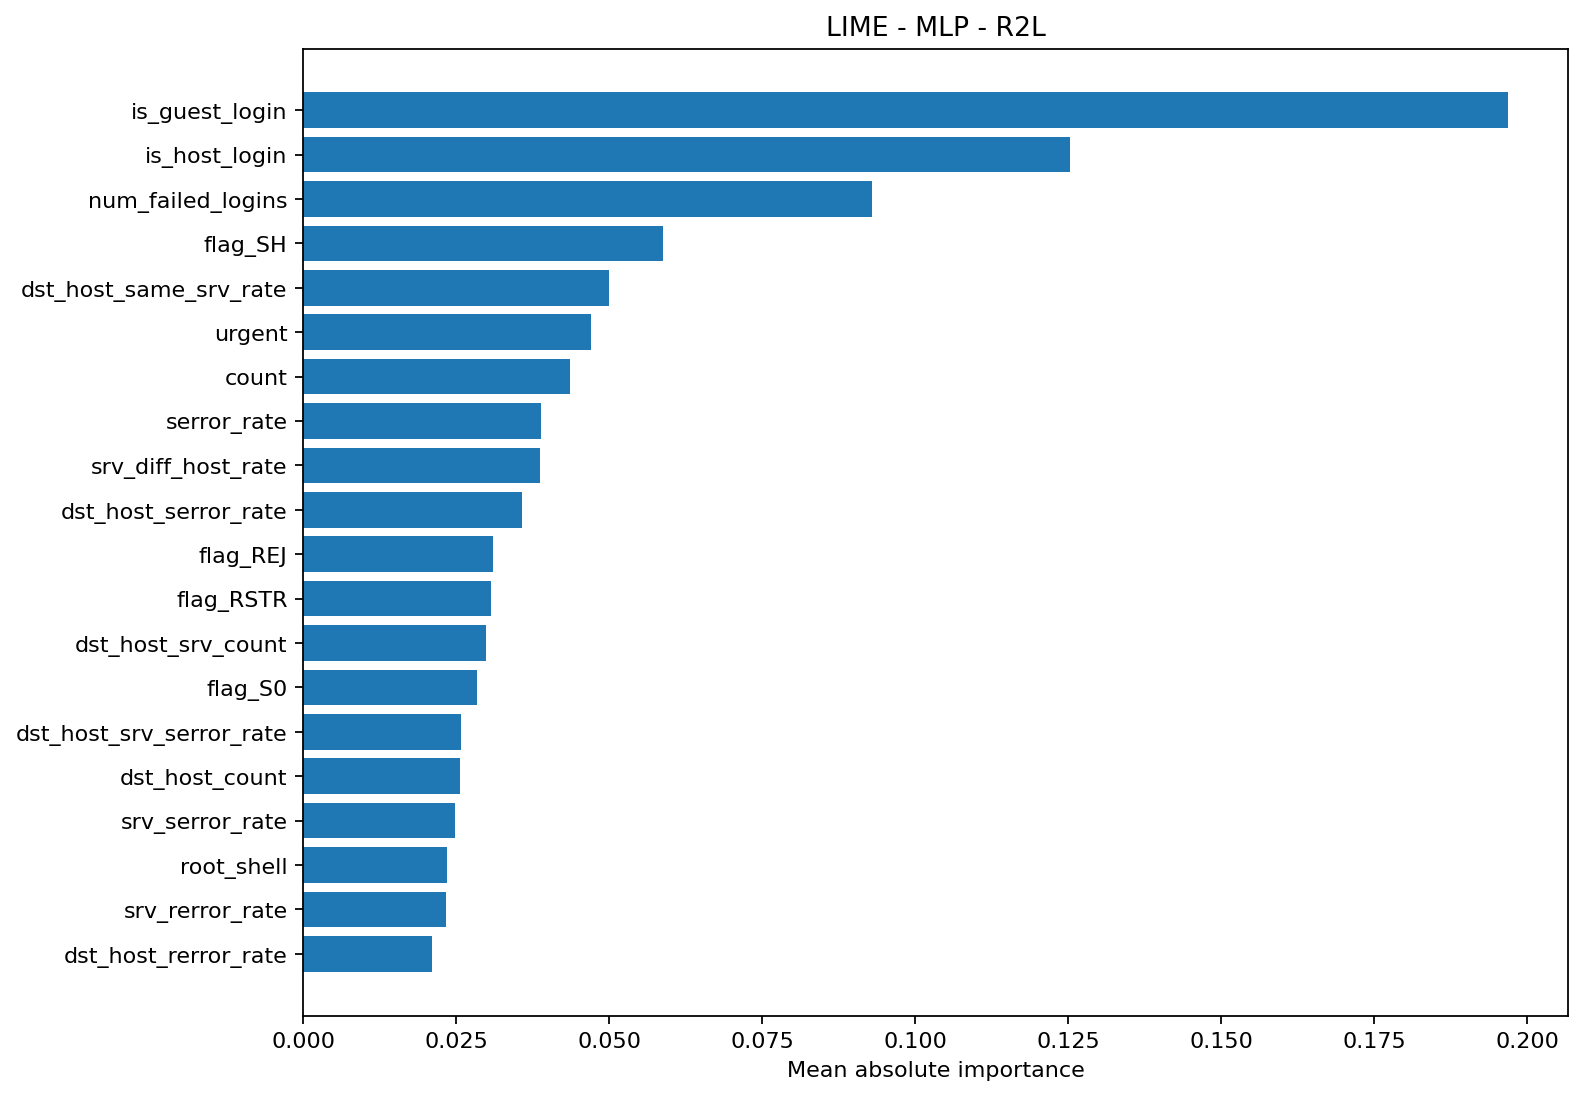 LIME - MLP - R2L
is_guest_login
is_host_login
num_failed_logins
flag_SH
dst_host_same_srv_rate
urgent
count
serror_rate
srv_diff_host_rate
dst_host_serror_rate
flag_REJ
flag_RSTR
dst_host_srv_count
flag_S0
dst_host_srv_serror_rate
dst_host_count
srv_serror_rate
root_shell
srv_rerror_rate
dst_host_rerror_rate
0.000 0.025 0.050 0.075 0.100 0.125 0.150 0.175 0.200
Mean absolute importance